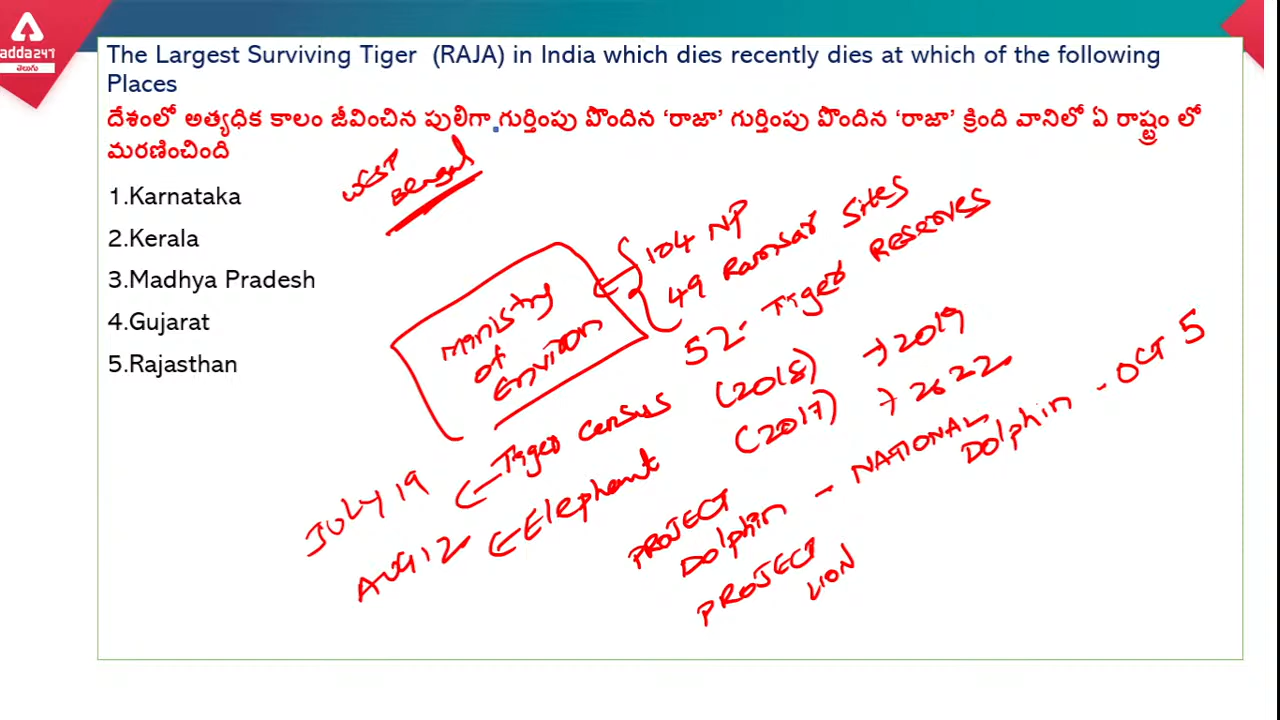 adda247
తెలుగు
The Largest Surviving Tiger (RAJA) in India which dies recently dies at which of the following
Places
దేశంలో అత్యధిక కాలం జీవించిన పులిగా గుర్తింపు పొందిన ‘రాజా’ గుర్తింపు పొందిన ‘రాజా’ క్రింది వానిలో ఏ రాష్ట్రం లో
మరణించింది
1.Karnataka
2.Kerala
3.Madhya Pradesh
4.Gujarat
5.Rajasthan
WEST
Bengal
Ministry
of
Environ
104 NP
49 Ramsar Sites
52- Tiger Reserves
July 19 Tiger Census (2018) → 2019
AUG 12 Elephant (2017) → 2022
PROJECT
Dolphin - NATIONAL
Dolphin - OCT 5
PROJECT
LION